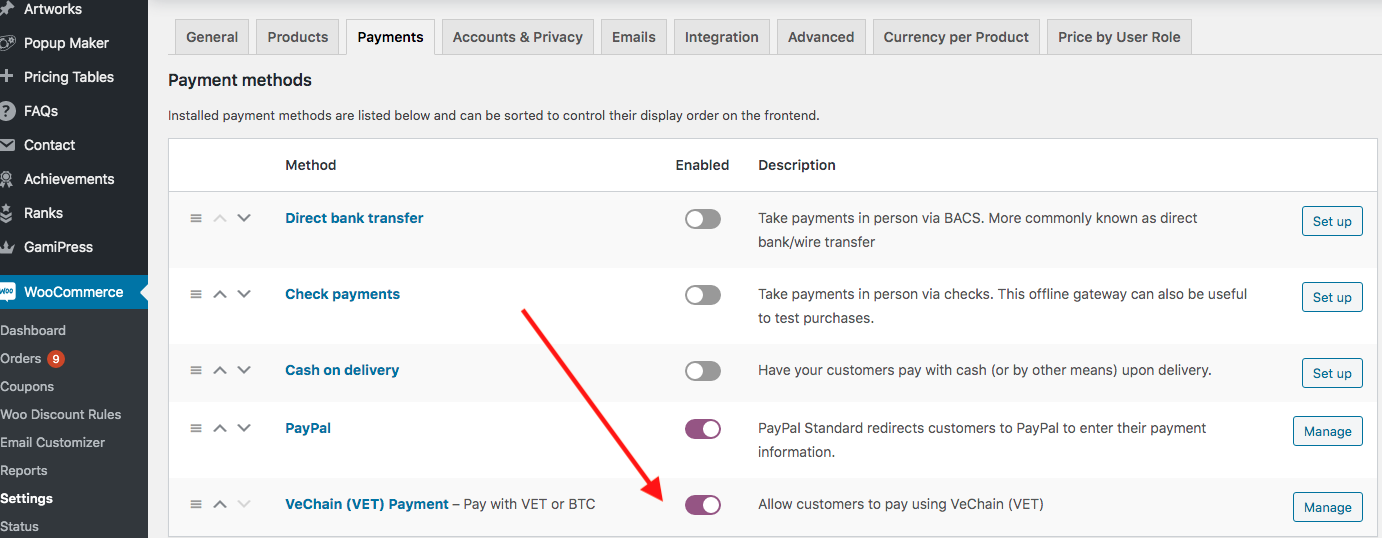 Artworks
Popup Maker
Pricing Tables
FAQs
Contact
Achievements
Ranks
GamiPress
WOO
WooCommerce
Dashboard
Orders 9
Coupons
Woo Discount Rules
Email Customizer
Reports
Settings
Status
General Products Payments Accounts & Privacy Emails Integration Advanced Currency per Product Price by User Role
Payment methods
Installed payment methods are listed below and can be sorted to control their display order on the frontend.
Method Enabled Description
Direct bank transfer
Take payments in person via BACS. More commonly known as direct
bank/wire transfer
Set up
Check payments
Take payments in person via checks. This offline gateway can also be useful
to test purchases.
Set up
Cash on delivery
Have your customers pay with cash (or by other means) upon delivery.
Set up
PayPal
PayPal Standard redirects customers to PayPal to enter their payment
information.
Manage
VeChain (VET) Payment – Pay with VET or BTC
Allow customers to pay using VeChain (VET)
Manage